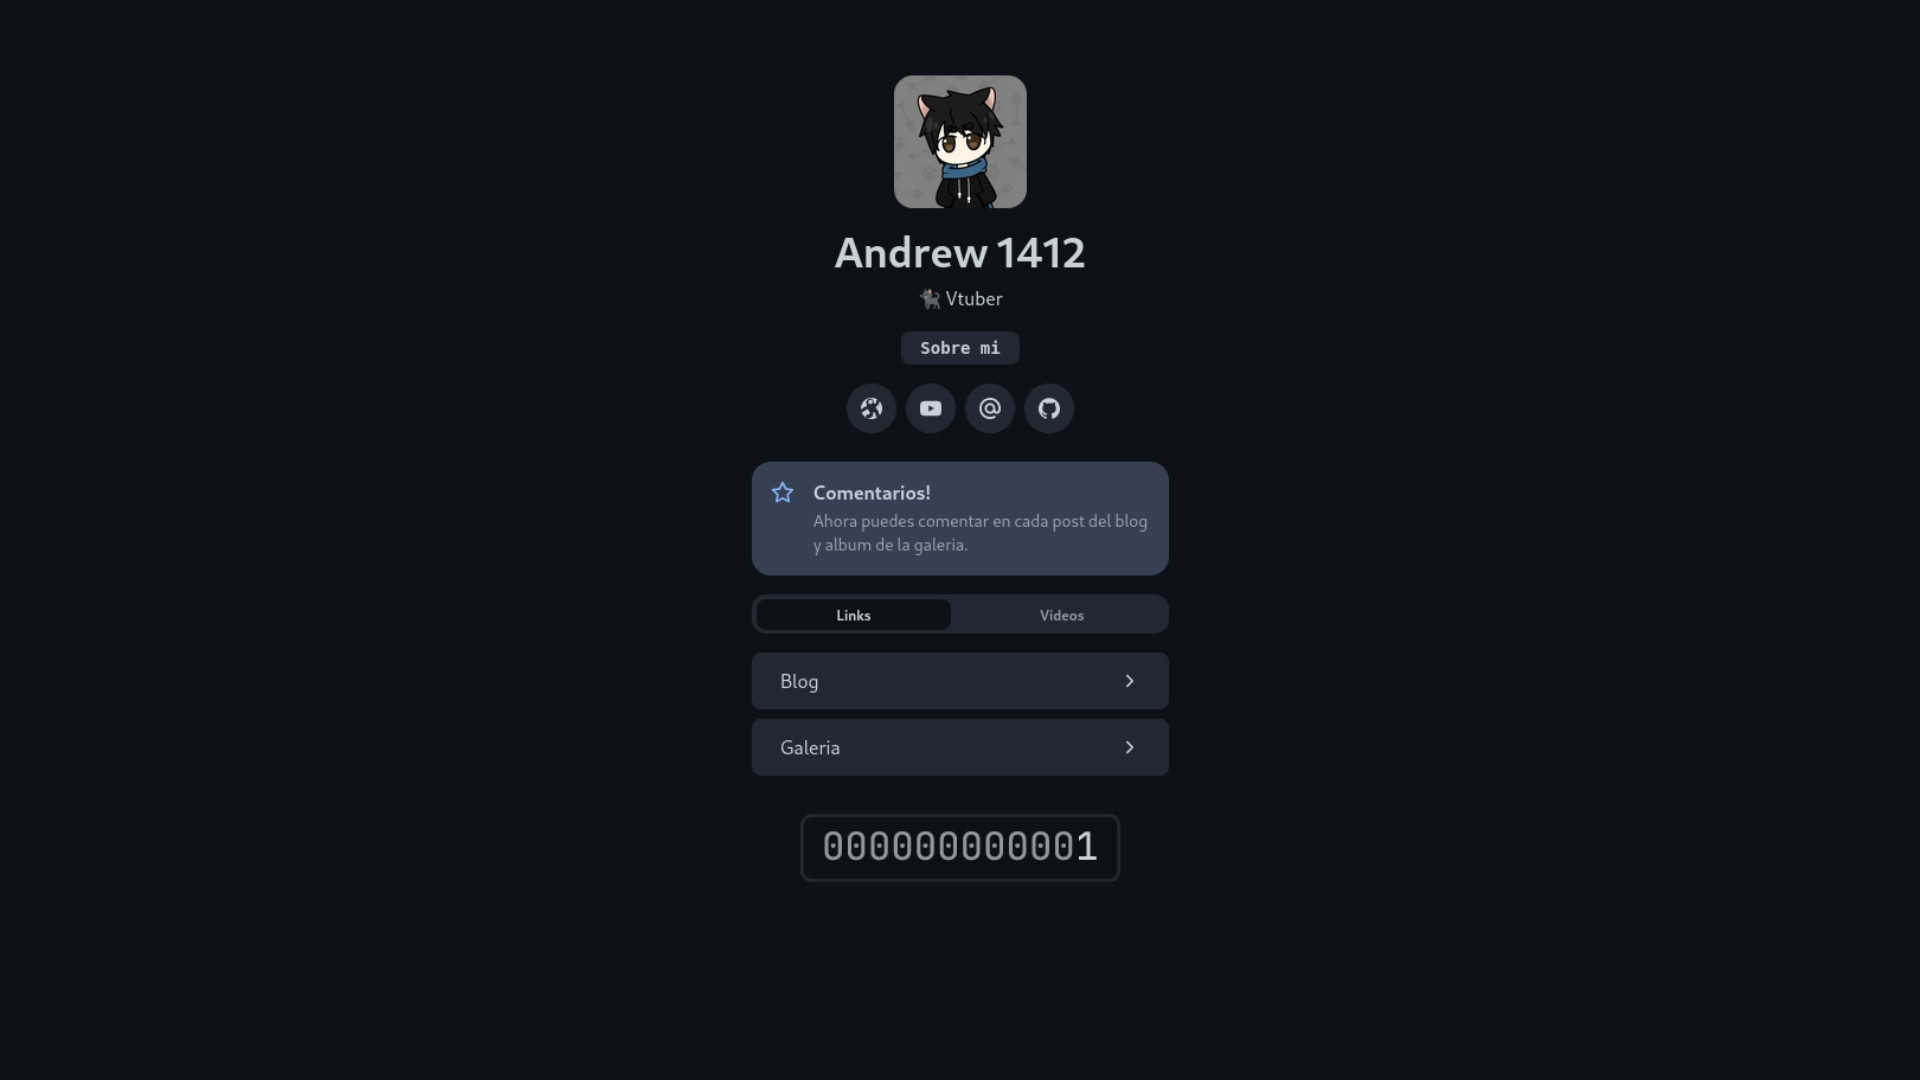 Andrew 1412
🐈‍⬛ Vtuber
Sobre mi
Comentarios!
Ahora puedes comentar en cada post del blog
y album de la galeria.
Links
Videos
Blog
Galeria
000000000001